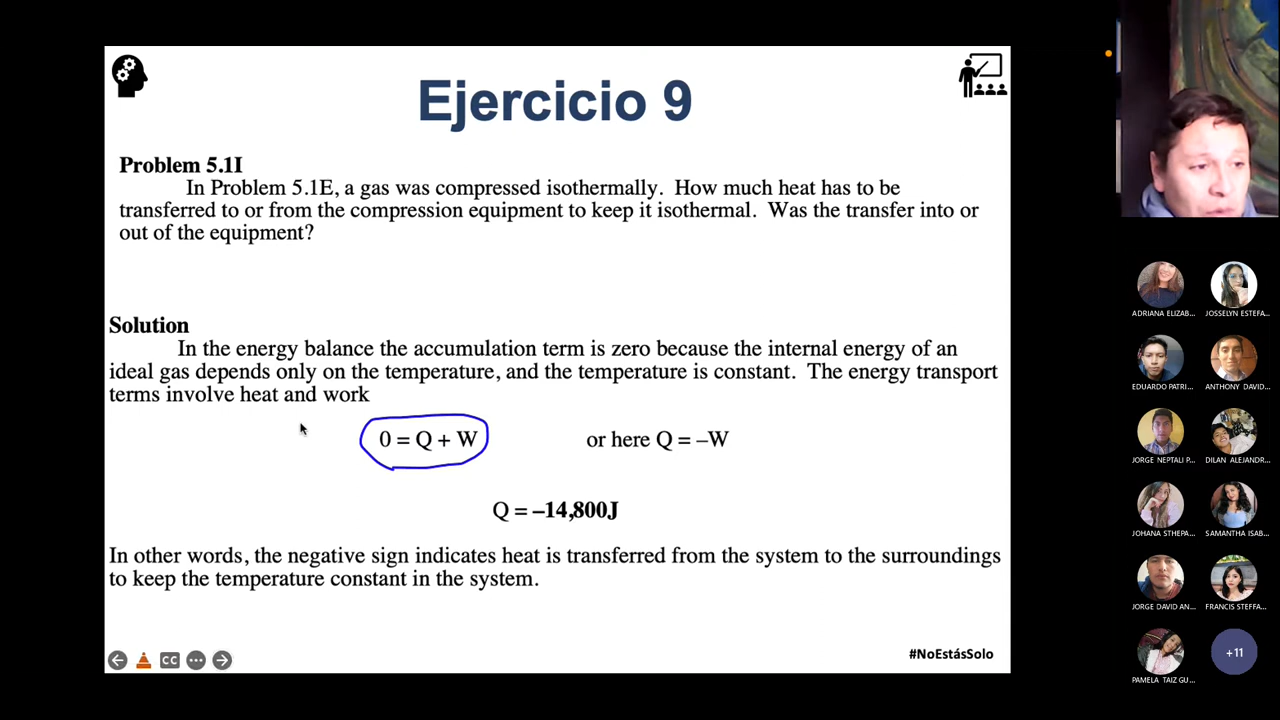 Ejercicio 9
Problem 5.1I
In Problem 5.1E, a gas was compressed isothermally. How much heat has to be
transferred to or from the compression equipment to keep it isothermal. Was the transfer into or
out of the equipment?
Solution
In the energy balance the accumulation term is zero because the internal energy of an
ideal gas depends only on the temperature, and the temperature is constant. The energy transport
terms involve heat and work
0 = Q + W or here Q = –W
Q = –14,800J
In other words, the negative sign indicates heat is transferred from the system to the surroundings
to keep the temperature constant in the system.
CC
#NoEstásSolo
ADRIANA ELIZAB... JOSSELYN ESTEFA...
EDUARDO PATRI... ANTHONY DAVID...
JORGE NEPTALI P... DILAN ALEJANDR...
JOHANA STHEPA... SAMANTHA ISAB...
JORGE DAVID AN... FRANCIS STEFFA...
PAMELA TAIZ GU... +11